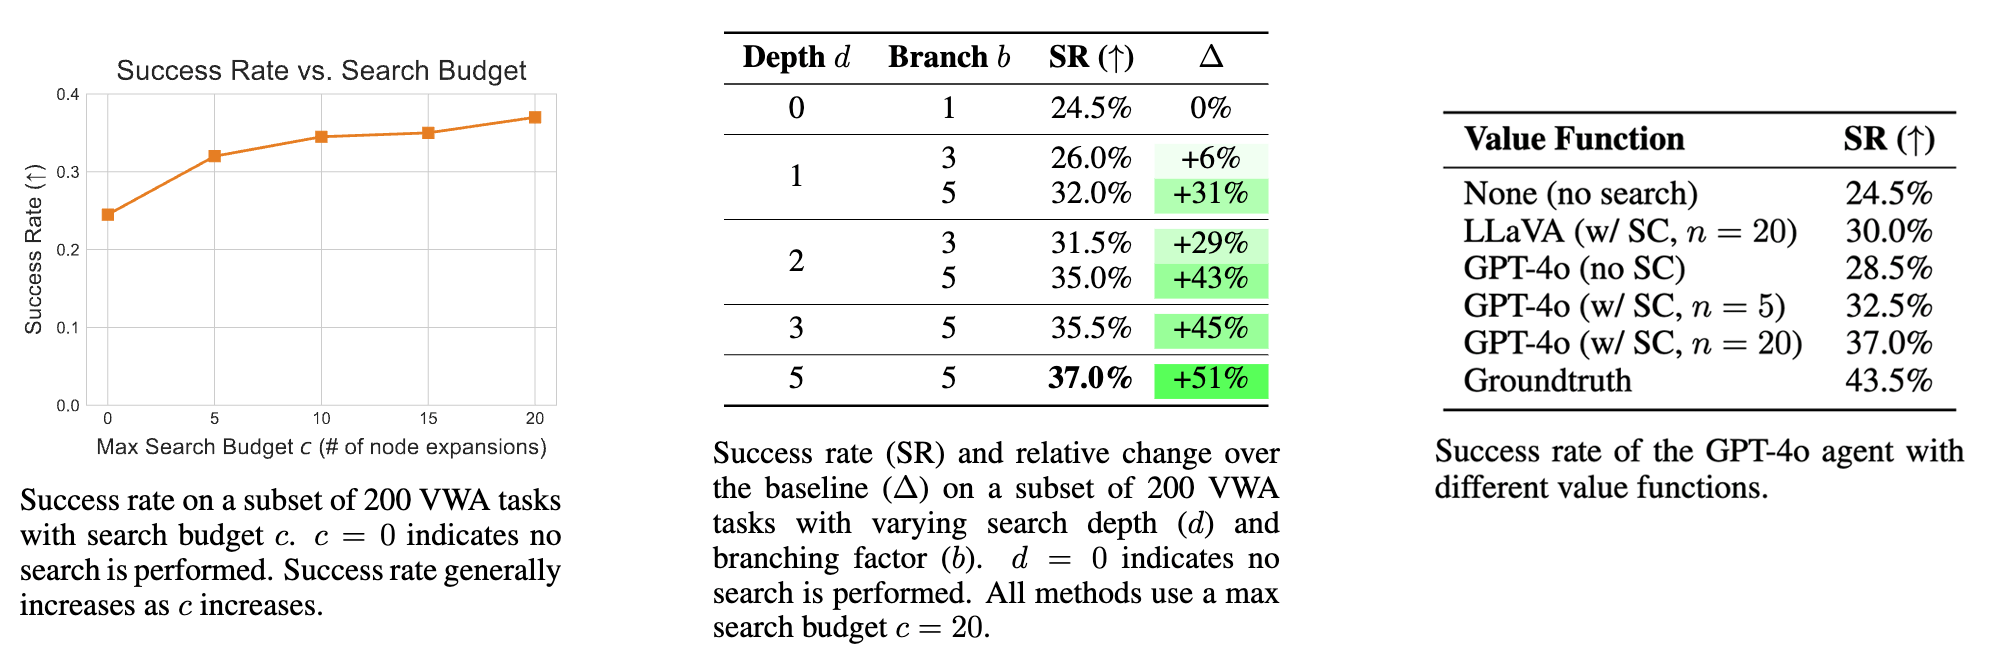 Success Rate vs. Search Budget
Success Rate (↑)
0.4
0.3
0.2
0.1
0.0
0 5 10 15 20
Max Search Budget c (# of node expansions)
Success rate on a subset of 200 VWA tasks
with search budget c. c = 0 indicates no
search is performed. Success rate generally
increases as c increases.
Depth d Branch b SR (↑) Δ
0 1 24.5% 0%
1 3 26.0% +6%
5 32.0% +31%
2 3 31.5% +29%
5 35.0% +43%
3 5 35.5% +45%
5 5 37.0% +51%
Success rate (SR) and relative change over
the baseline (Δ) on a subset of 200 VWA
tasks with varying search depth (d) and
branching factor (b). d = 0 indicates no
search is performed. All methods use a max
search budget c = 20.
Value Function SR (↑)
None (no search) 24.5%
LLaVA (w/ SC, n = 20) 30.0%
GPT-4o (no SC) 28.5%
GPT-4o (w/ SC, n = 5) 32.5%
GPT-4o (w/ SC, n = 20) 37.0%
Groundtruth 43.5%
Success rate of the GPT-4o agent with
different value functions.